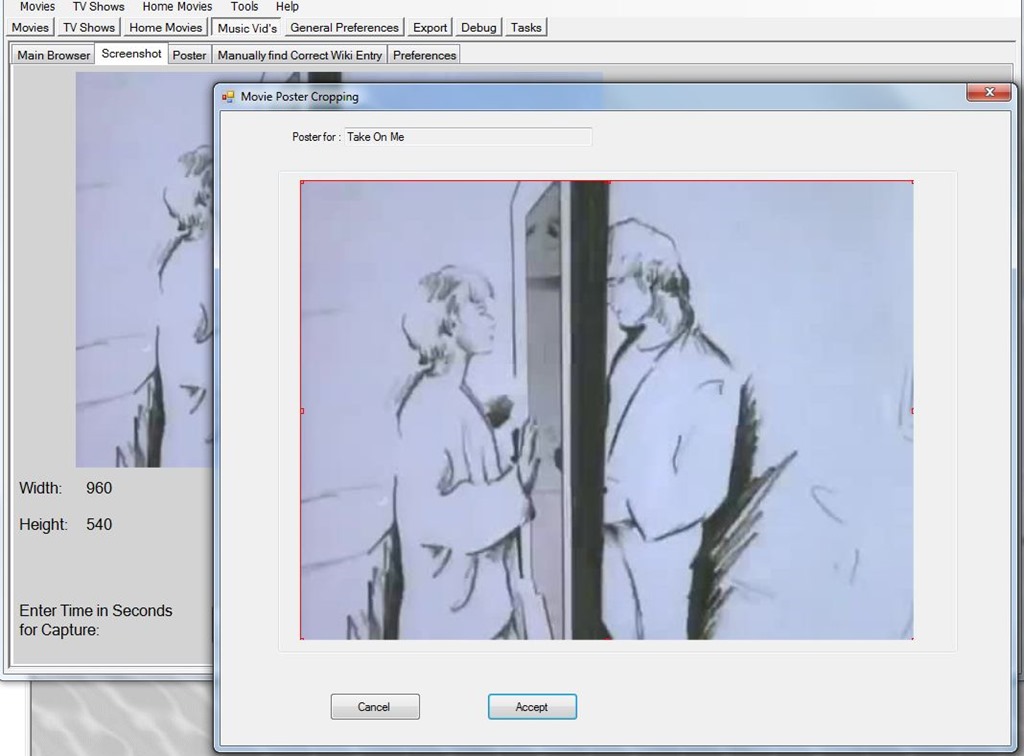 Movies TV Shows Home Movies Tools Help
Movies TV Shows Home Movies Music Vid's General Preferences Export Debug Tasks
Main Browser Screenshot Poster Manually find Correct Wiki Entry Preferences
Movie Poster Cropping
Poster for : Take On Me
Width: 960
Height: 540
Enter Time in Seconds
for Capture:
Cancel Accept